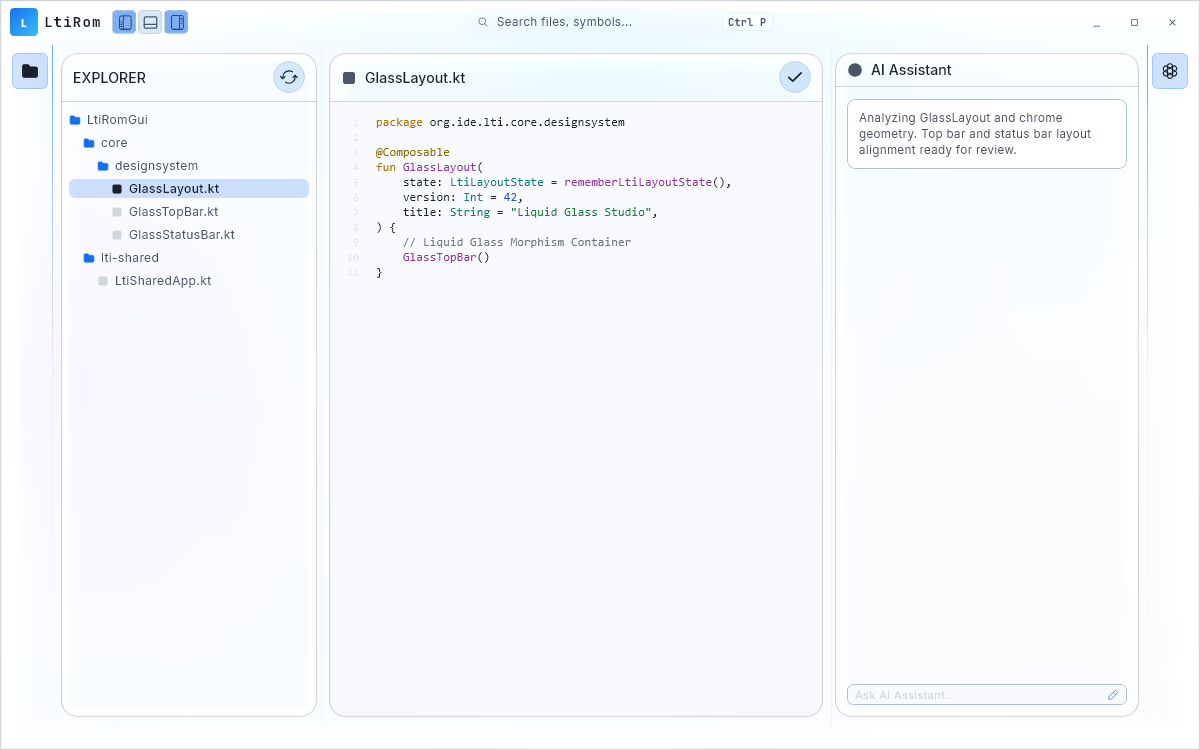 L LtiRom
Search files, symbols...
Ctrl P
EXPLORER
LtiRomGui
core
designsystem
GlassLayout.kt
GlassTopBar.kt
GlassStatusBar.kt
lti-shared
LtiSharedApp.kt
GlassLayout.kt
1 package org.ide.lti.core.designsystem
2
3 @Composable
4 fun GlassLayout(
5 state: LtiLayoutState = rememberLtiLayoutState(),
6 version: Int = 42,
7 title: String = "Liquid Glass Studio",
8 ) {
9 // Liquid Glass Morphism Container
10 GlassTopBar()
11 }
AI Assistant
Analyzing GlassLayout and chrome
geometry. Top bar and status bar layout
alignment ready for review.
Ask AI Assistant...